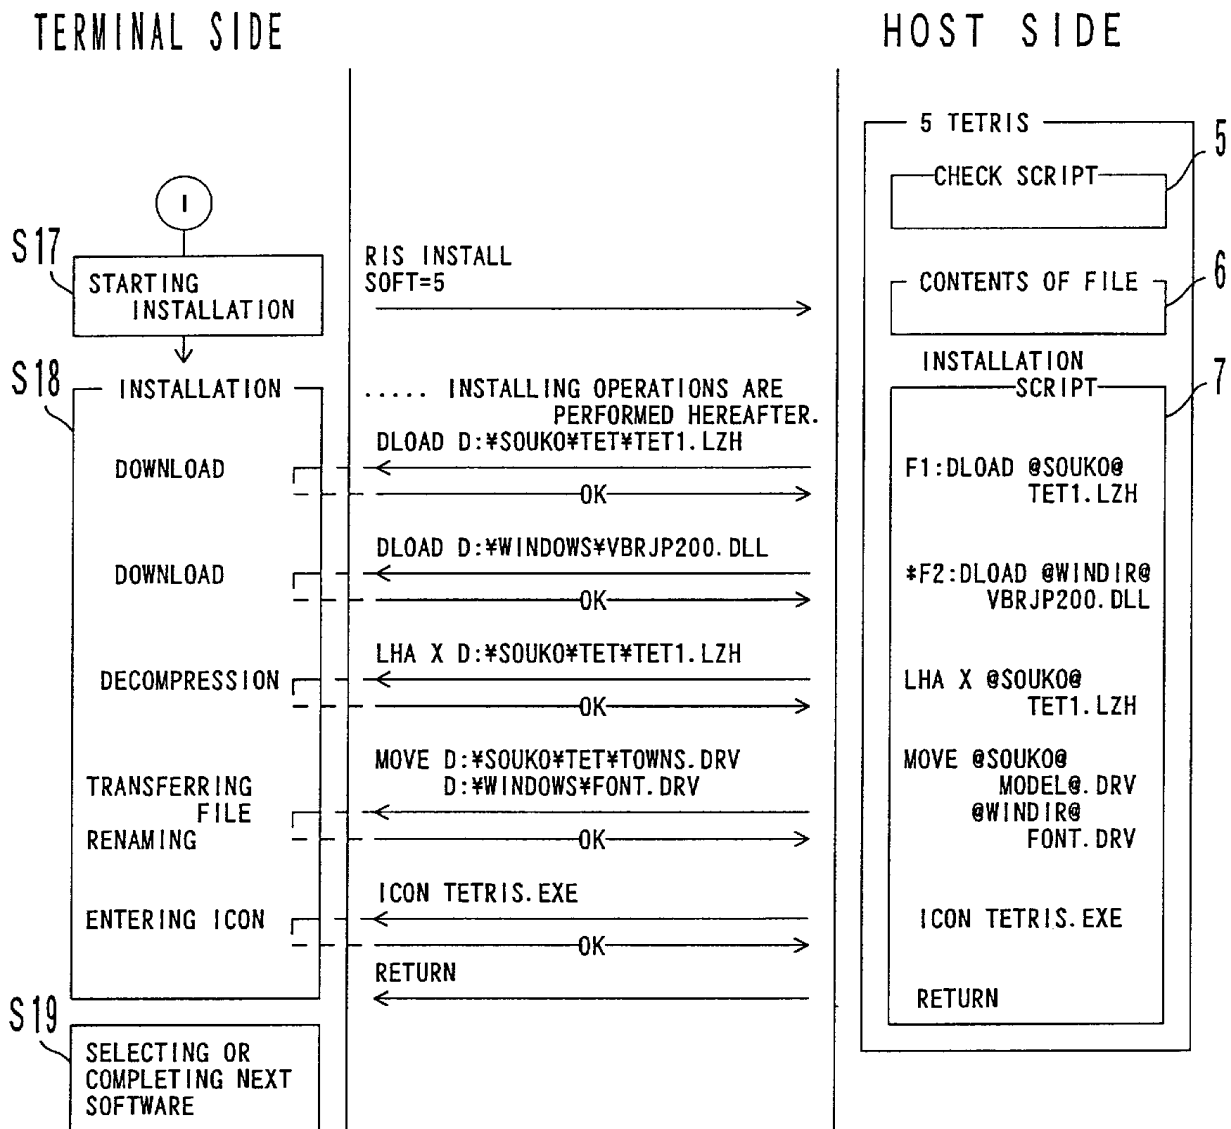 TERMINAL SIDE
HOST SIDE
5 TETRIS
5
CHECK SCRIPT
I
S17
STARTING
INSTALLATION
RIS INSTALL
SOFT=5
CONTENTS OF FILE
6
S18
INSTALLATION
..... INSTALLING OPERATIONS ARE
PERFORMED HEREAFTER.
INSTALLATION
SCRIPT
7
DOWNLOAD
DLOAD D:¥SOUKO¥TET¥TET1.LZH
OK
F1:DLOAD @SOUKO@
TET1.LZH
DOWNLOAD
DLOAD D:¥WINDOWS¥VBRJP200.DLL
OK
*F2:DLOAD @WINDIR@
VBRJP200.DLL
DECOMPRESSION
LHA X D:¥SOUKO¥TET¥TET1.LZH
OK
LHA X @SOUKO@
TET1.LZH
TRANSFERRING
FILE
RENAMING
MOVE D:¥SOUKO¥TET¥TOWNS.DRV
D:¥WINDOWS¥FONT.DRV
OK
MOVE @SOUKO@
MODEL@.DRV
@WINDIR@
FONT.DRV
ENTERING ICON
ICON TETRIS.EXE
OK
ICON TETRIS.EXE
RETURN
RETURN
S19
SELECTING OR
COMPLETING NEXT
SOFTWARE